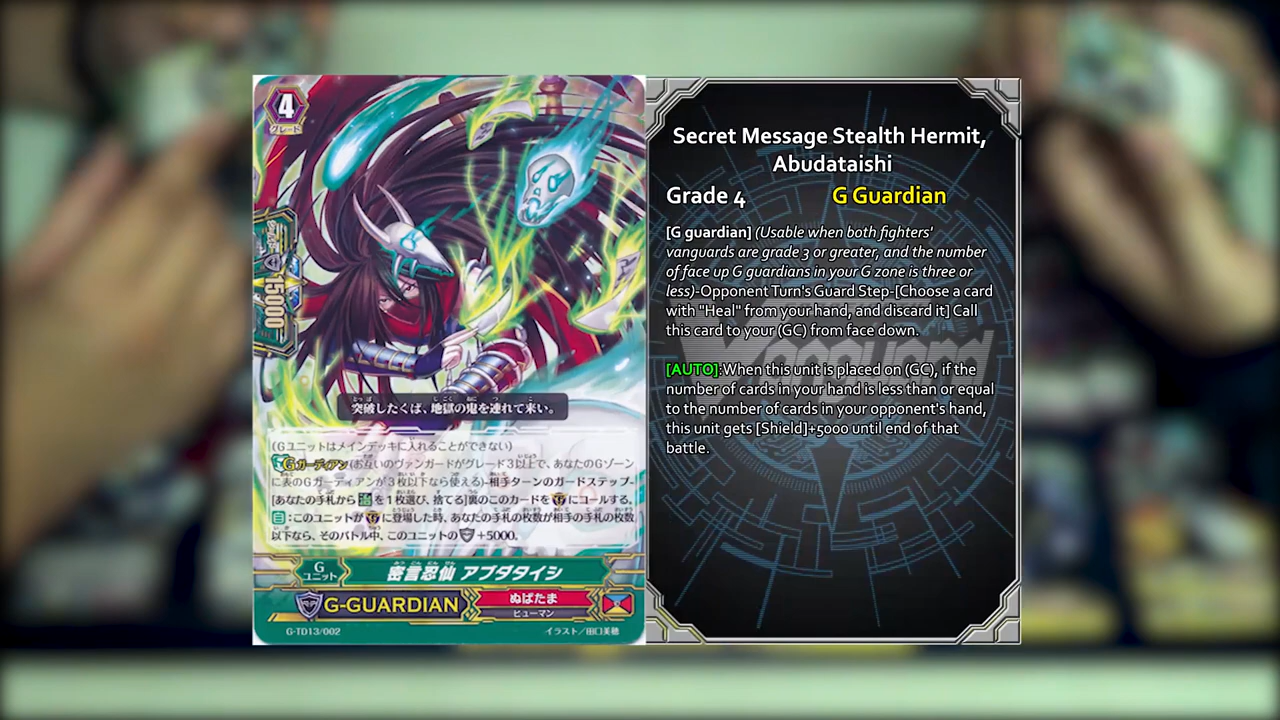 4
グレード
シールド
15000
突破したくば、地獄の鬼を連れて来い。
(Gユニットはメインデッキに入れることができない)
Gガーディアン(お互いのヴァンガードがグレード3以上で、あなたのGゾーン
に表のGガーディアンが3枚以下なら使える)-相手ターンのガードステップ-
[あなたの手札から 治 を1枚選び、捨てる]裏のこのカードを G にコールする。
自:このユニットが G に登場した時、あなたの手札の枚数が相手の手札の枚数
以下なら、そのバトル中、このユニットの +5000。
G
ユニット
みつ ごん にん せん
密言忍仙 アブダタイシ
G-GUARDIAN
ぬばたま
ヒューマン
G-TD13/002
イラスト/田口美穂
Secret Message Stealth Hermit,
Abudataishi
Grade 4
G Guardian
[G guardian] (Usable when both fighters'
vanguards are grade 3 or greater, and the number
of face up G guardians in your G zone is three or
less)-Opponent Turn's Guard Step-[Choose a card
with "Heal" from your hand, and discard it] Call
this card to your (GC) from face down.
[AUTO]:When this unit is placed on (GC), if the
number of cards in your hand is less than or equal
to the number of cards in your opponent's hand,
this unit gets [Shield]+5000 until end of that
battle.
Vanguard